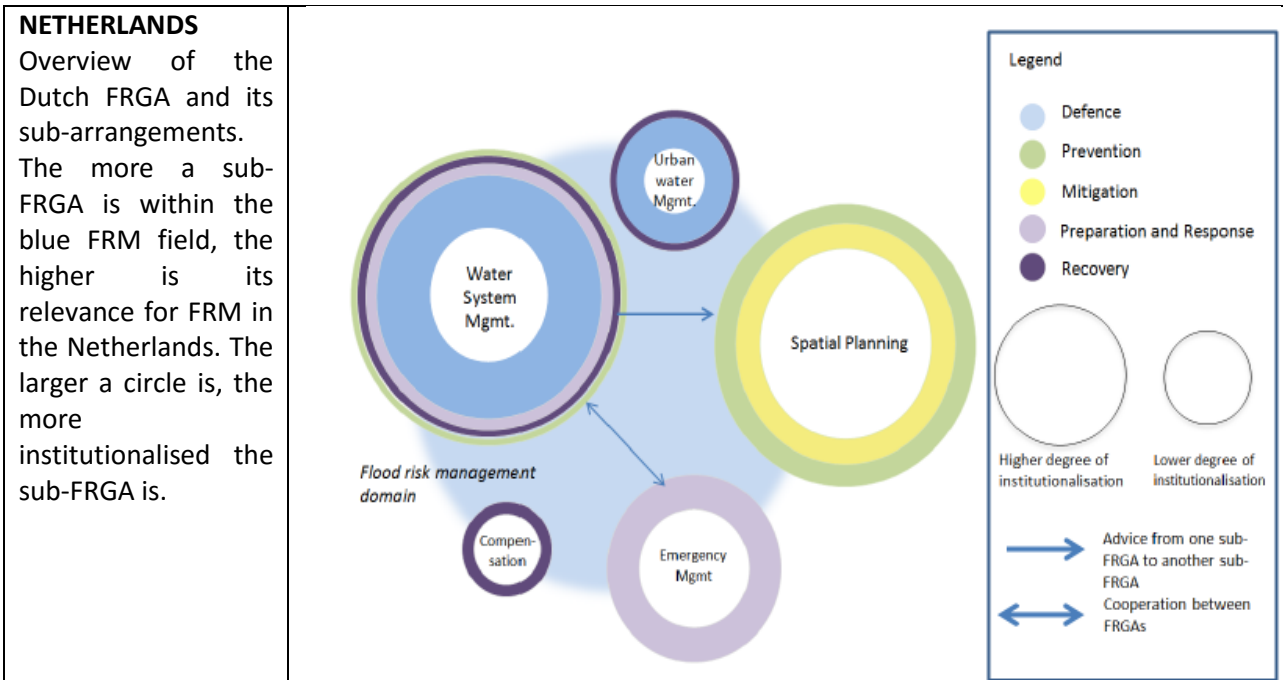 NETHERLANDS
Overview of the
Dutch FRGA and its
sub-arrangements.
The more a sub-
FRGA is within the
blue FRM field, the
higher is its
relevance for FRM in
the Netherlands. The
larger a circle is, the
more
institutionalised the
sub-FRGA is.
Urban
water
Mgmt.
Water
System
Mgmt.
Spatial Planning
Flood risk management
domain
Compen-
sation
Emergency
Mgmt
Legend
Defence
Prevention
Mitigation
Preparation and Response
Recovery
Higher degree of
institutionalisation
Lower degree of
institutionalisation
Advice from one sub-
FRGA to another sub-
FRGA
Cooperation between
FRGAs